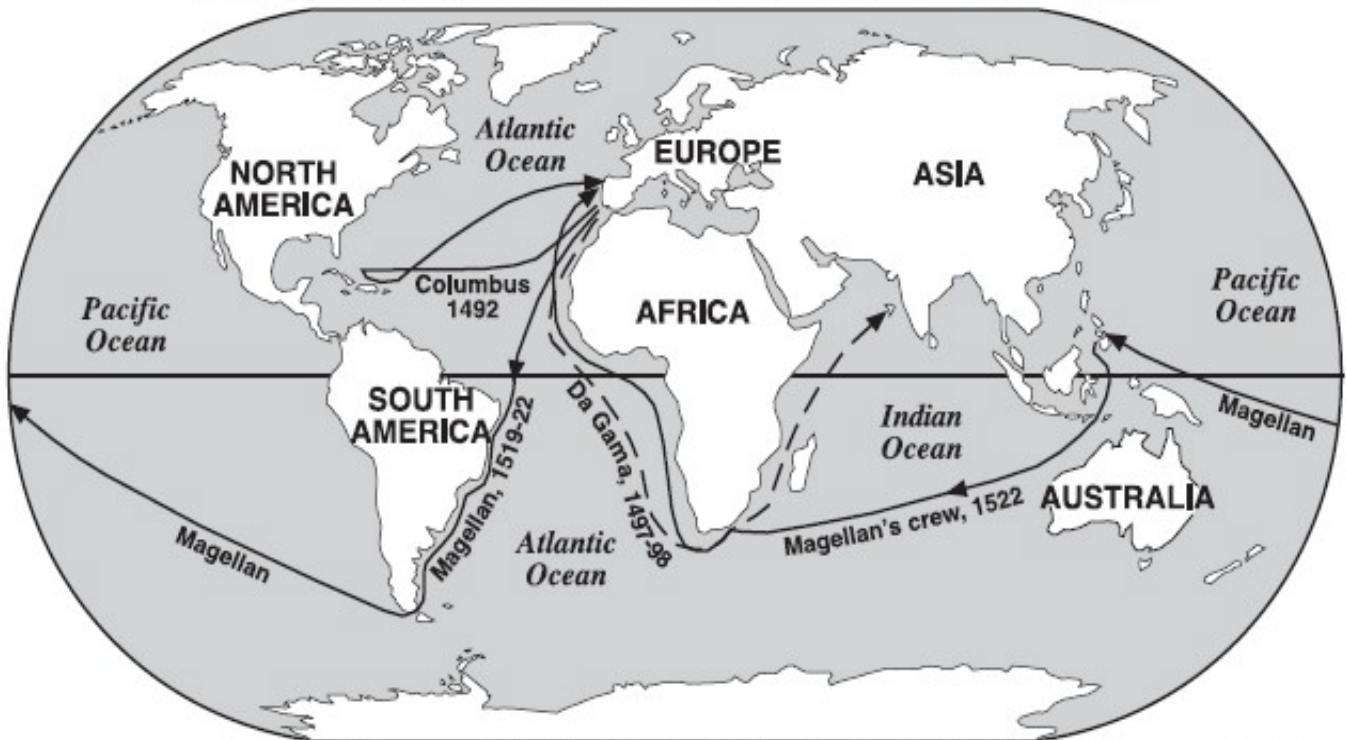 Atlantic
Ocean
EUROPE
ASIA
NORTH
AMERICA
Columbus
1492
Pacific
Ocean
AFRICA
Pacific
Ocean
SOUTH
AMERICA
Magellan, 1519-22
Da Gama, 1497-98
Indian
Ocean
Magellan
AUSTRALIA
Magellan's crew, 1522
Magellan
Atlantic
Ocean